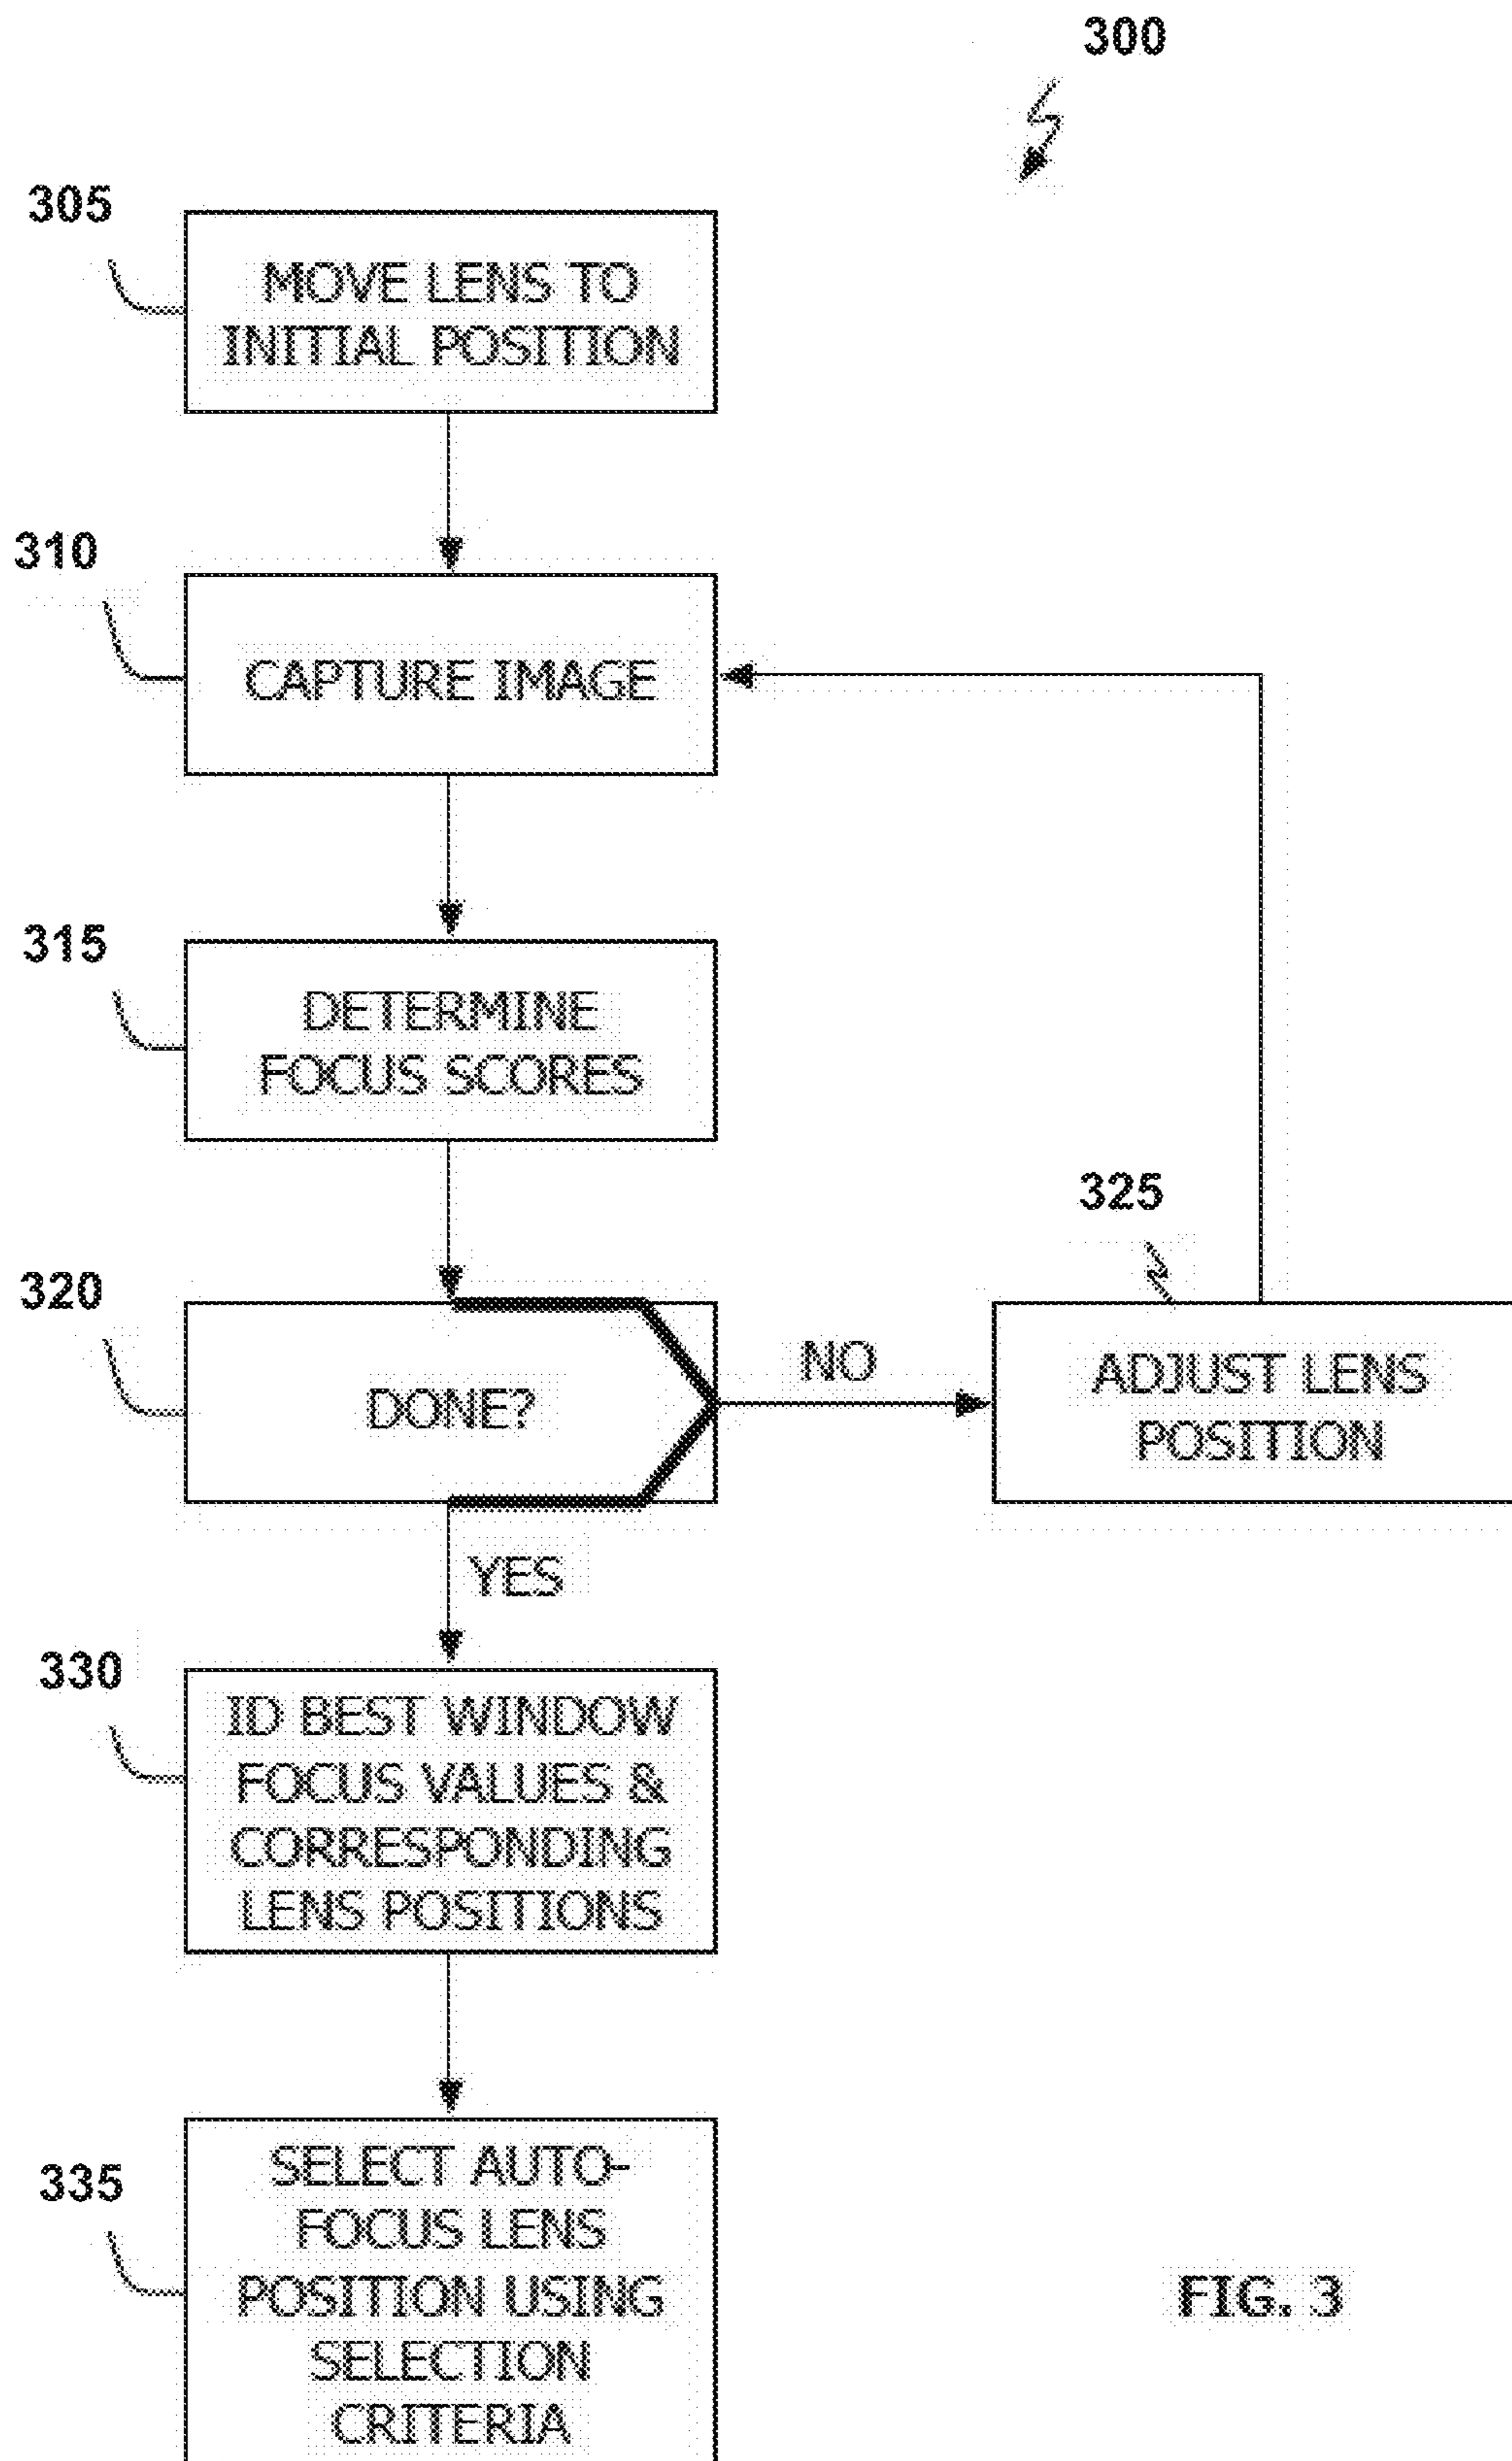 300
305
MOVE LENS TO
INITIAL POSITION
310
CAPTURE IMAGE
315
DETERMINE
FOCUS SCORES
325
320
DONE?
NO
ADJUST LENS
POSITION
YES
330
ID BEST WINDOW
FOCUS VALUES &
CORRESPONDING
LENS POSITIONS
335
SELECT AUTO-
FOCUS LENS
POSITION USING
SELECTION
CRITERIA
FIG. 3